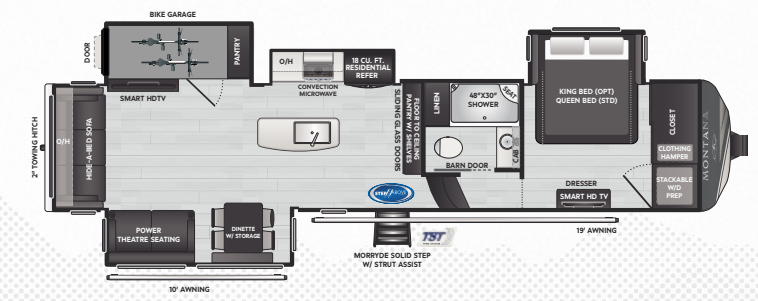 BIKE GARAGE
DOOR
PANTRY
O/H
18 CU. FT.
RESIDENTIAL
REFER
CONVECTION
MICROWAVE
SMART HDTV
2" TOWING HITCH
O/H
HIDE-A-BED SOFA
FLOOR TO CEILING
PANTRY W/ SHELVES
SLIDING GLASS DOORS
LINEN
48"X30"
SHOWER
SEAT
KING BED (OPT)
QUEEN BED (STD)
CLOSET
CLOTHING
HAMPER
STACKABLE
W/D
PREP
MONTANA
CAB
BARN DOOR
DRESSER
SMART HD TV
STEP ABOVE
POWER
THEATRE SEATING
DINETTE
W/ STORAGE
TST
19' AWNING
MORRYDE SOLID STEP
W/ STRUT ASSIST
10' AWNING